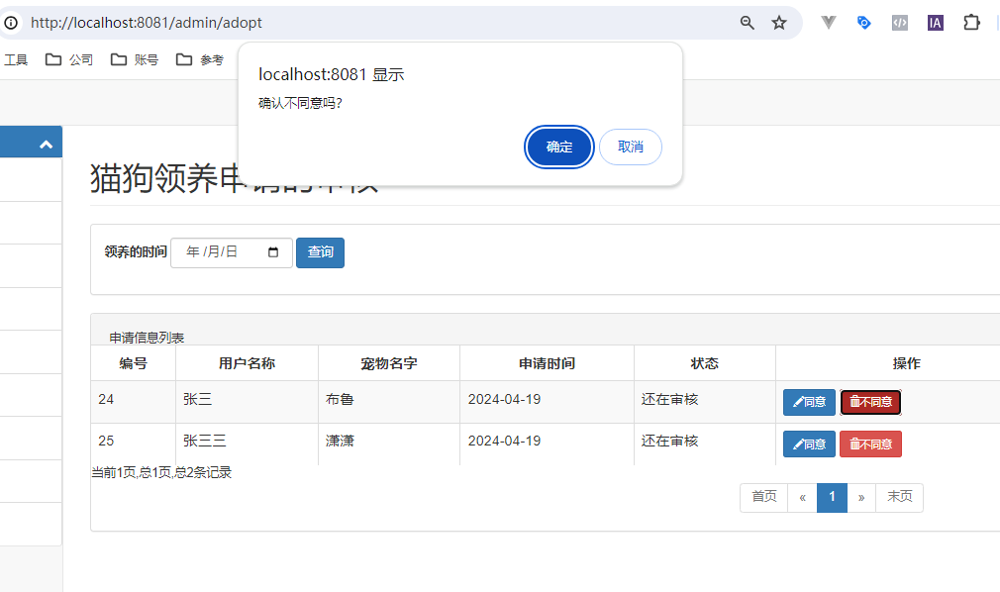 http://localhost:8081/admin/adopt
IA
工具 公司 账号 参考
localhost:8081 显示
确认不同意吗?
确定 取消
猫狗领养申请的审核
领养的时间 年 /月/日 查询
申请信息列表
编号 用户名称 宠物名字 申请时间 状态 操作
24 张三 布鲁 2024-04-19 还在审核 同意 不同意
25 张三三 潇潇 2024-04-19 还在审核 同意 不同意
当前1页,总1页,总2条记录
首页 « 1 » 末页